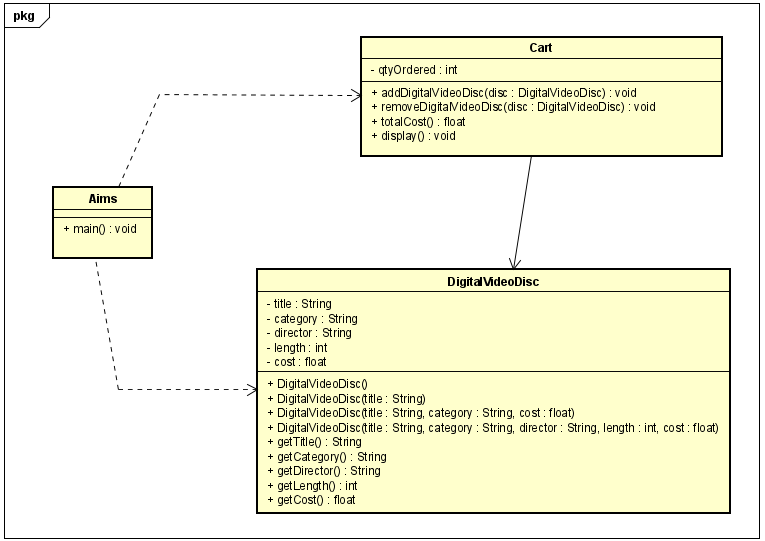 pkg
Cart
- qtyOrdered : int
+ addDigitalVideoDisc(disc : DigitalVideoDisc) : void
+ removeDigitalVideoDisc(disc : DigitalVideoDisc) : void
+ totalCost() : float
+ display() : void
Aims
+ main() : void
DigitalVideoDisc
- title : String
- category : String
- director : String
- length : int
- cost : float
+ DigitalVideoDisc()
+ DigitalVideoDisc(title : String)
+ DigitalVideoDisc(title : String, category : String, cost : float)
+ DigitalVideoDisc(title : String, category : String, director : String, length : int, cost : float)
+ getTitle() : String
+ getCategory() : String
+ getDirector() : String
+ getLength() : int
+ getCost() : float